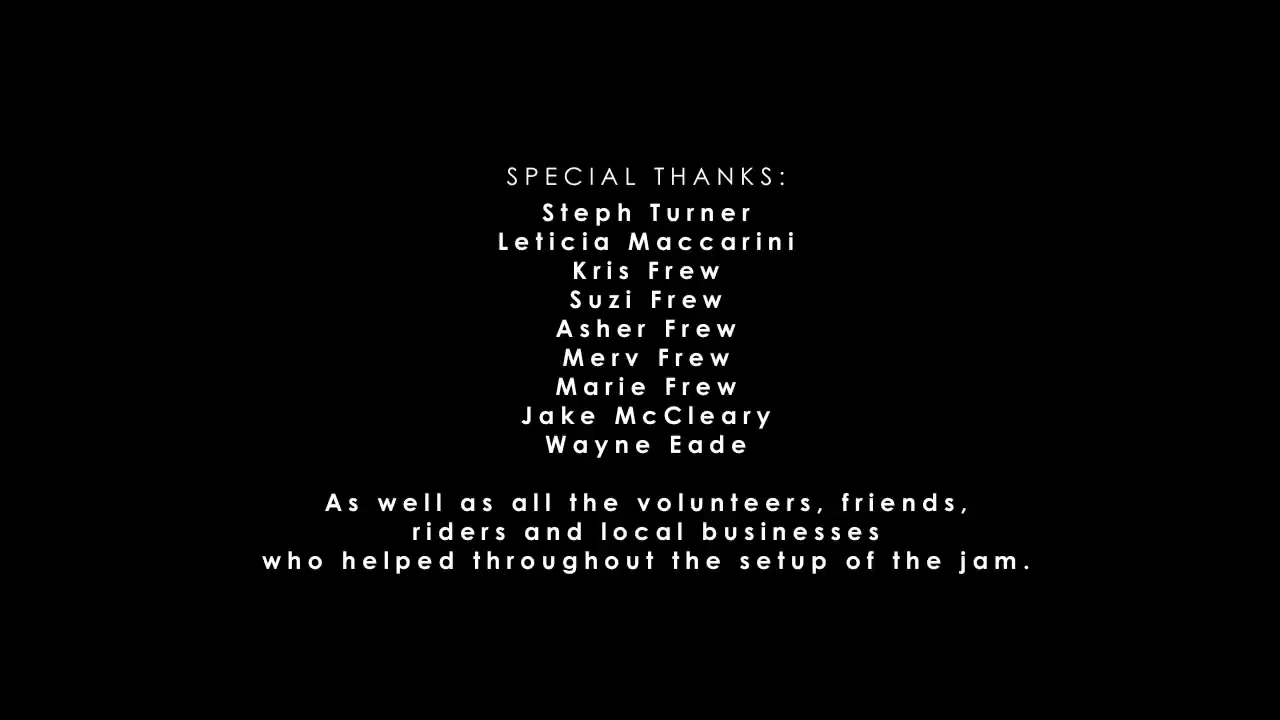 SPECIAL THANKS:
Steph Turner
Leticia Maccarini
Kris Frew
Suzi Frew
Asher Frew
Merv Frew
Marie Frew
Jake McCleary
Wayne Eade
As well as all the volunteers, friends,
riders and local businesses
who helped throughout the setup of the jam.